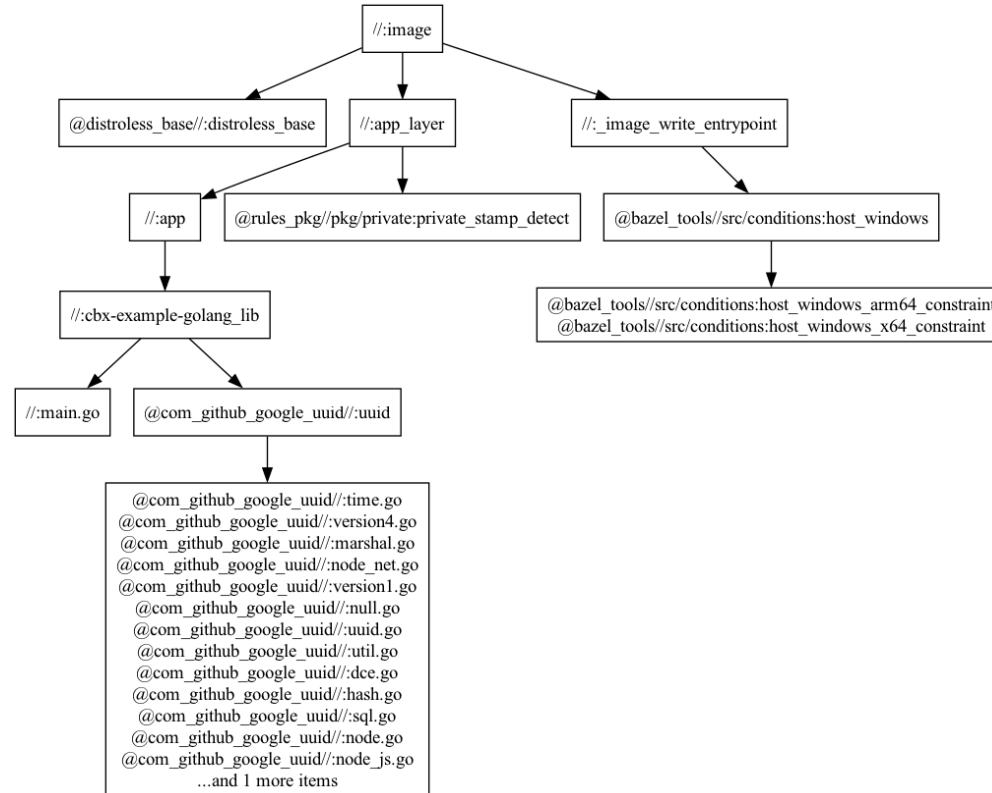 //:image
@distroless_base//:distroless_base
//:app_layer
//:_image_write_entrypoint
//:app
@rules_pkg//pkg/private:private_stamp_detect
@bazel_tools//src/conditions:host_windows
//:cbx-example-golang_lib
@bazel_tools//src/conditions:host_windows_arm64_constraint
@bazel_tools//src/conditions:host_windows_x64_constraint
//:main.go
@com_github_google_uuid//:uuid
@com_github_google_uuid//:time.go
@com_github_google_uuid//:version4.go
@com_github_google_uuid//:marshal.go
@com_github_google_uuid//:node_net.go
@com_github_google_uuid//:version1.go
@com_github_google_uuid//:null.go
@com_github_google_uuid//:uuid.go
@com_github_google_uuid//:util.go
@com_github_google_uuid//:dce.go
@com_github_google_uuid//:hash.go
@com_github_google_uuid//:sql.go
@com_github_google_uuid//:node.go
@com_github_google_uuid//:node_js.go
...and 1 more items